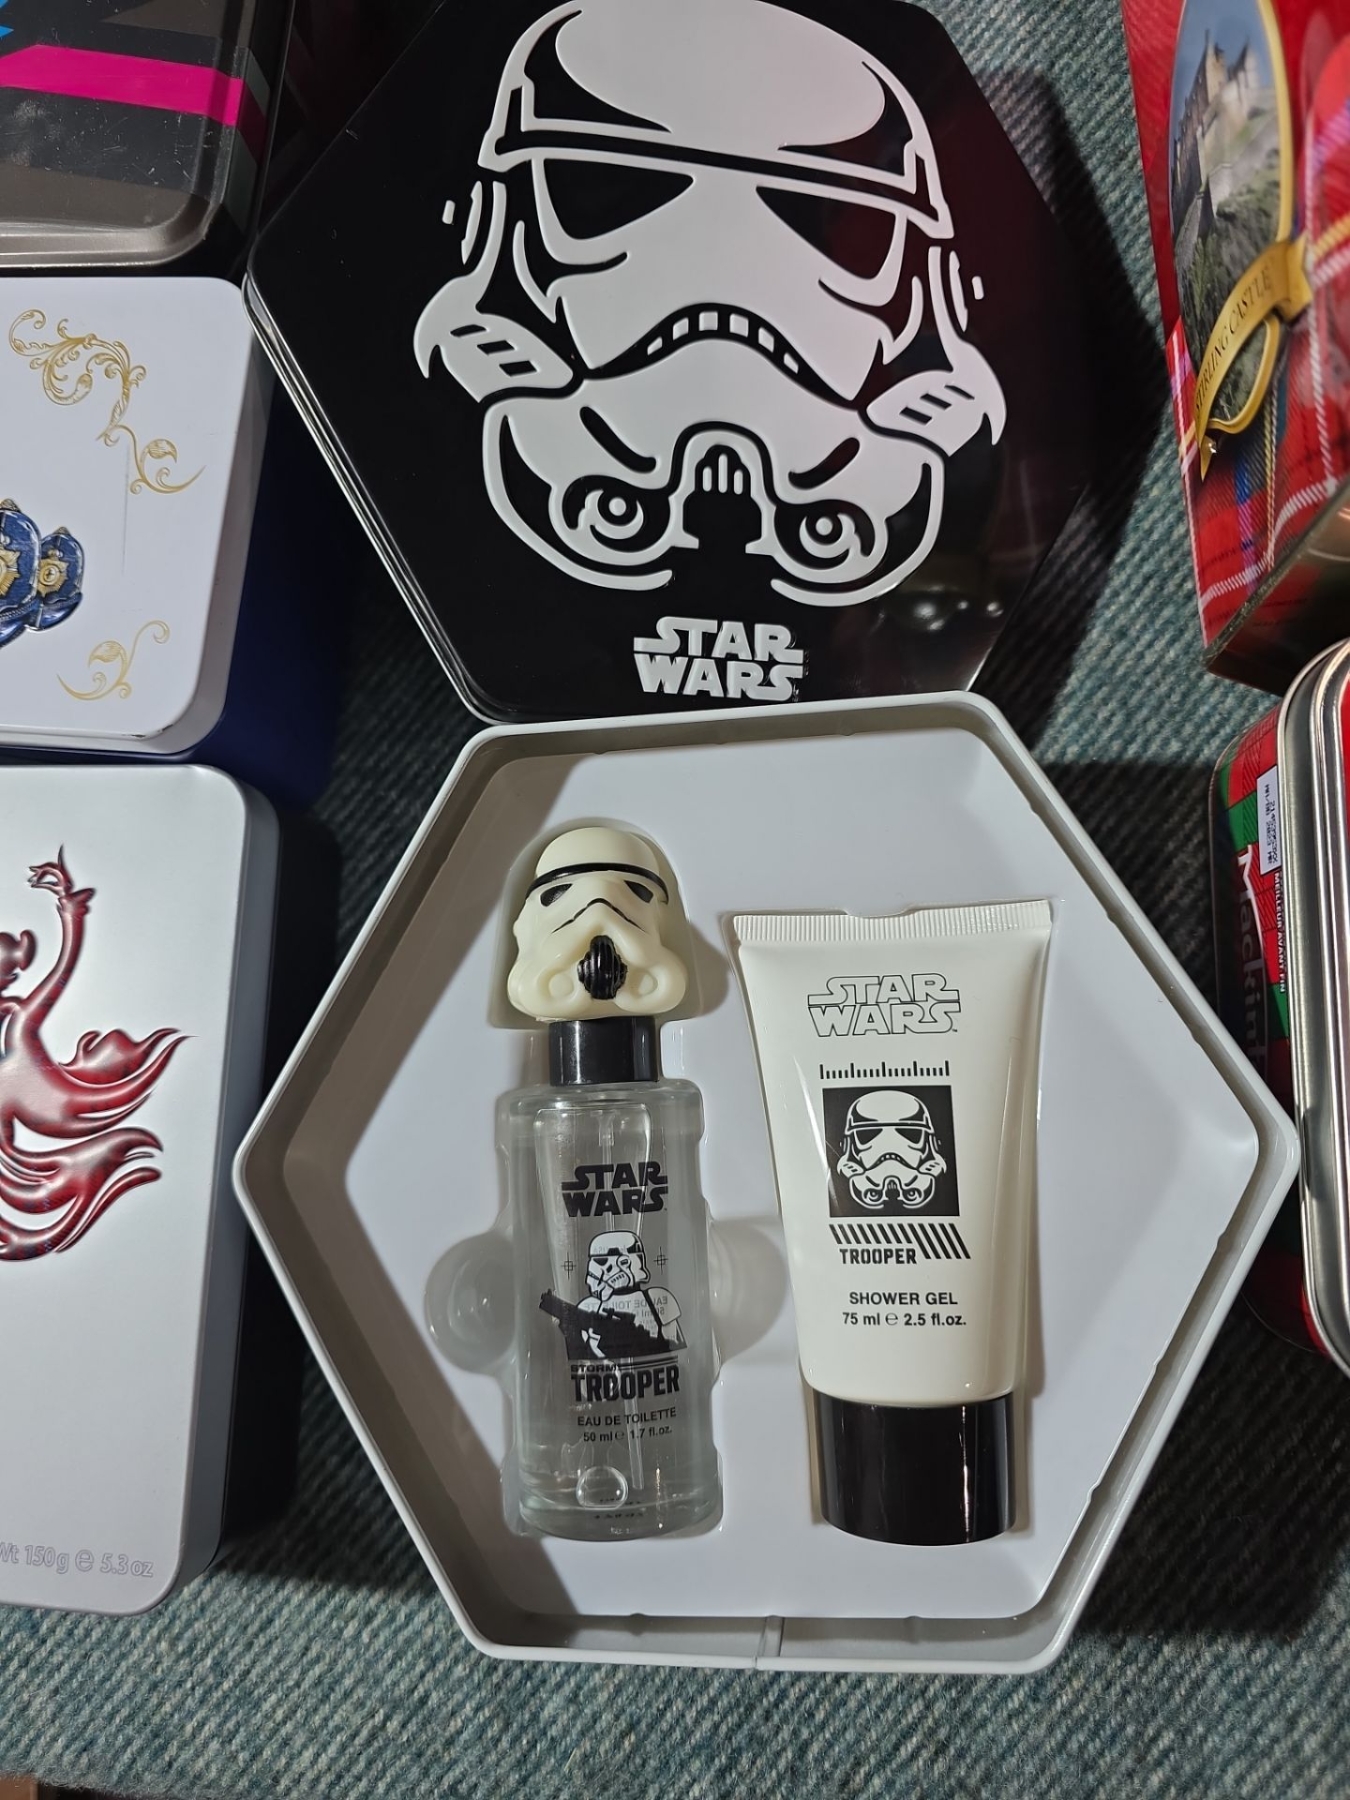 STAR
WARS
STIRLING CASTLE
STAR
WARS
TROOPER
SHOWER GEL
75 ml e 2.5 fl.oz.
STAR
WARS
STORM
TROOPER
EAU DE TOILETTE
50 ml e 1.7 fl.oz.
Wt 150g e 5.3 oz
MEILLEUR AVANT FIN